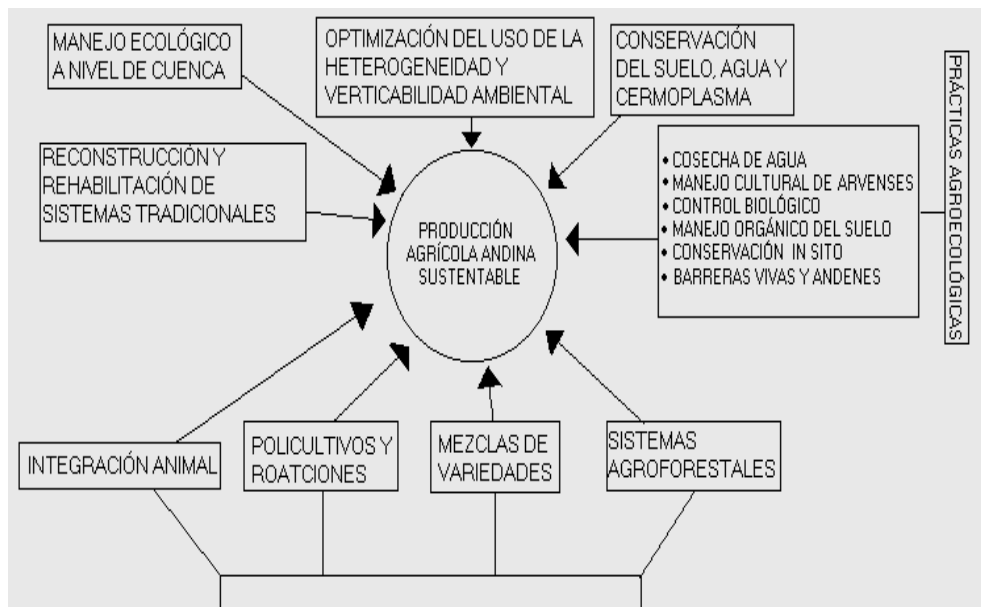 MANEJO ECOLÓGICO
A NIVEL DE CUENCA
OPTIMIZACIÓN DEL USO DE LA
HETEROGENEIDAD Y
VERTICABILIDAD AMBIENTAL
CONSERVACIÓN
DEL SUELO, AGUA Y
CERMOPLASMA
RECONSTRUCCIÓN Y
REHABILITACIÓN DE
SISTEMAS TRADICIONALES
PRODUCCIÓN
AGRÍCOLA ANDINA
SUSTENTABLE
• COSECHA DE AGUA
• MANEJO CULTURAL DE ARVENSES
• CONTROL BIOLÓGICO
• MANEJO ORGÁNICO DEL SUELO
• CONSERVACIÓN IN SITO
• BARRERAS VIVAS Y ANDENES
PRÁCTICAS AGROECOLÓGICAS
INTEGRACIÓN ANIMAL
POLICULTIVOS Y
ROATCIONES
MEZCLAS DE
VARIEDADES
SISTEMAS
AGROFORESTALES